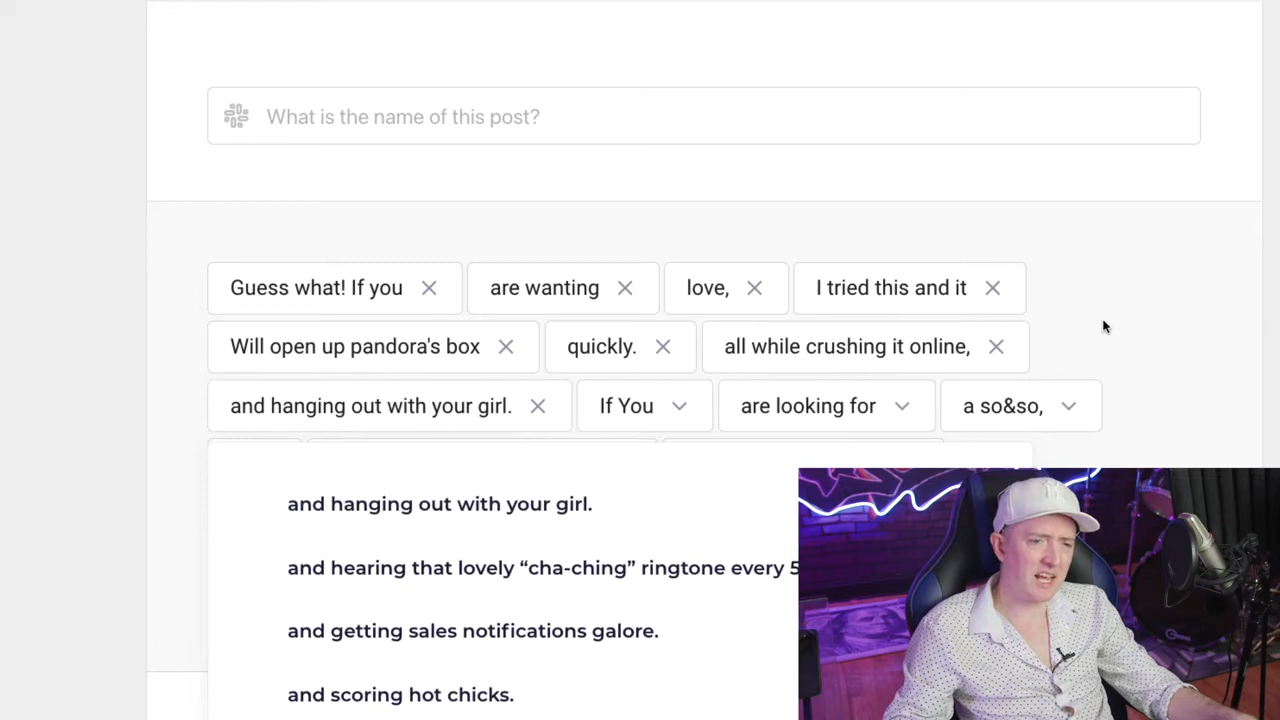 What is the name of this post?
Guess what! If you are wanting love, I tried this and it
Will open up pandora's box quickly. all while crushing it online,
and hanging out with your girl. If You are looking for a so&so,
and hanging out with your girl.
and hearing that lovely “cha-ching” ringtone every 5
and getting sales notifications galore.
and scoring hot chicks.